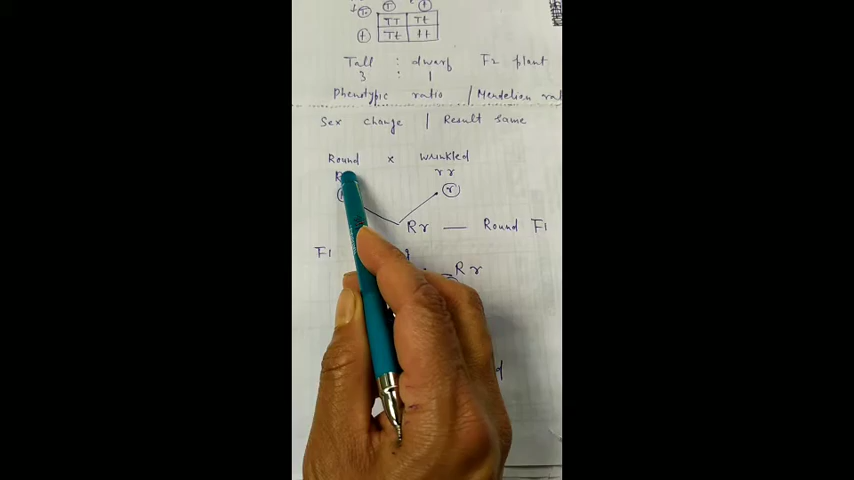 TT Tt
t Tt tt
Tall : dwarf F2 plant
3 : 1
Phenotypic ratio / Mendelian rat
Sex change / Result same
Round x wrinkled
R rr
r
Rr — Round F1
F1
Rr